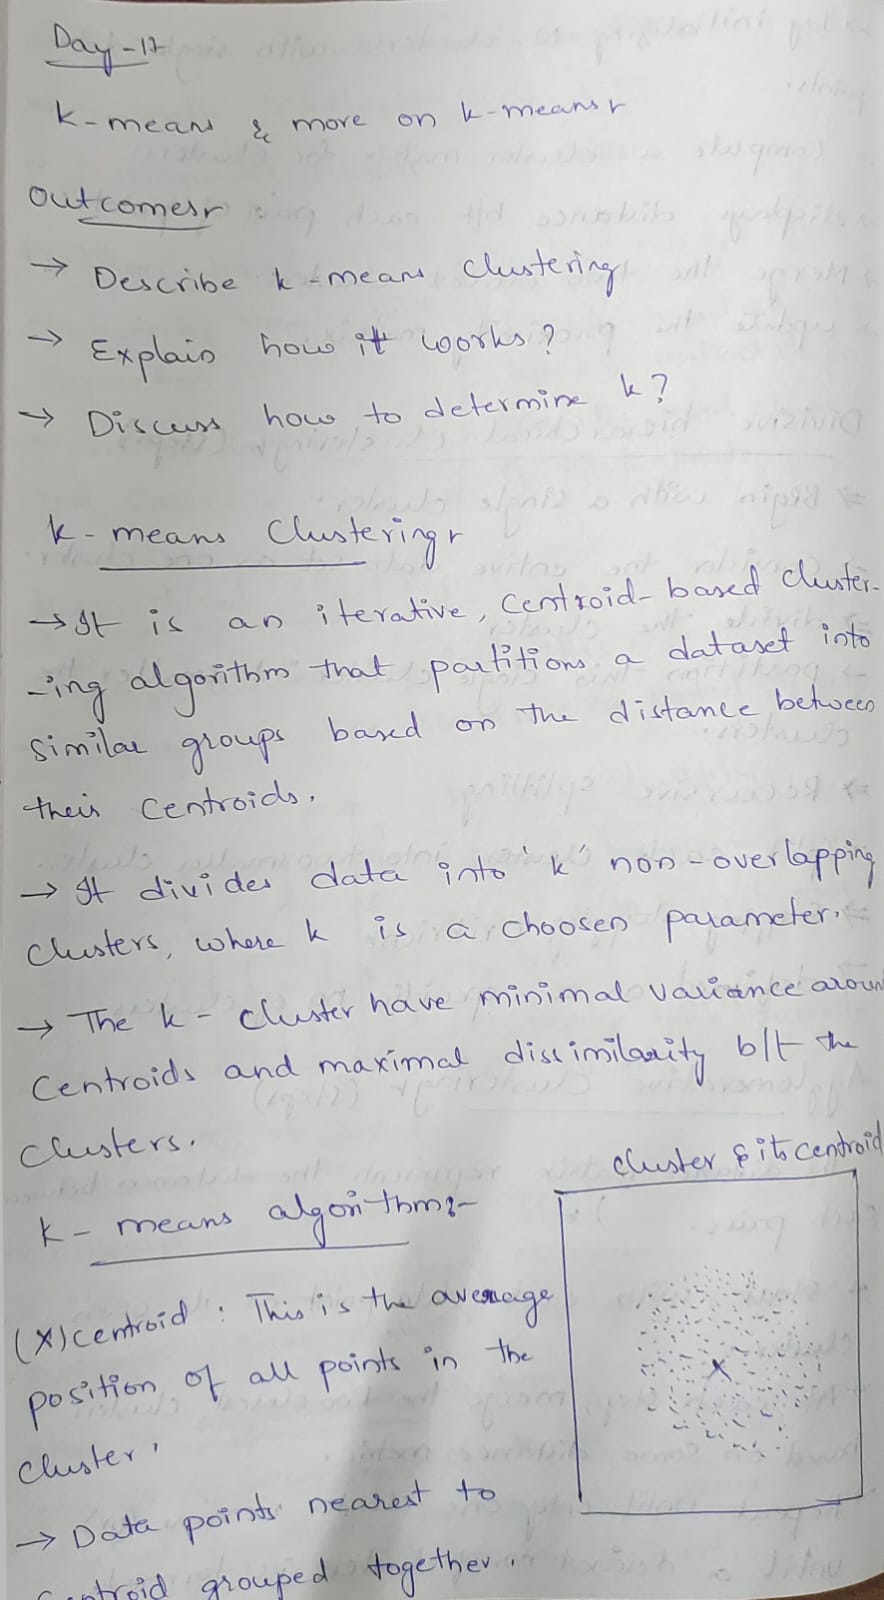 Day-17
K-means & more on k-means
Outcomes
→ Describe k-means clustering
→ Explain how it works?
→ Discuss how to determine k?
k-means Clustering
→ It is an iterative, Centroid-based Cluster-
-ing algorithm that partitions a dataset into
similar groups based on the distance between
their Centroids.
→ It divides data into 'k' non-overlapping
Clusters, where k is a choosen parameter.
→ The k-cluster have minimal variance aroun
Centroids and maximal dissimilarity b/t the
Clusters.
Cluster & its centroid
k-means algorithm:-
(X)centroid : This is the average
position of all points in the
Cluster.
X
→ Data points nearest to
Centroid grouped together.